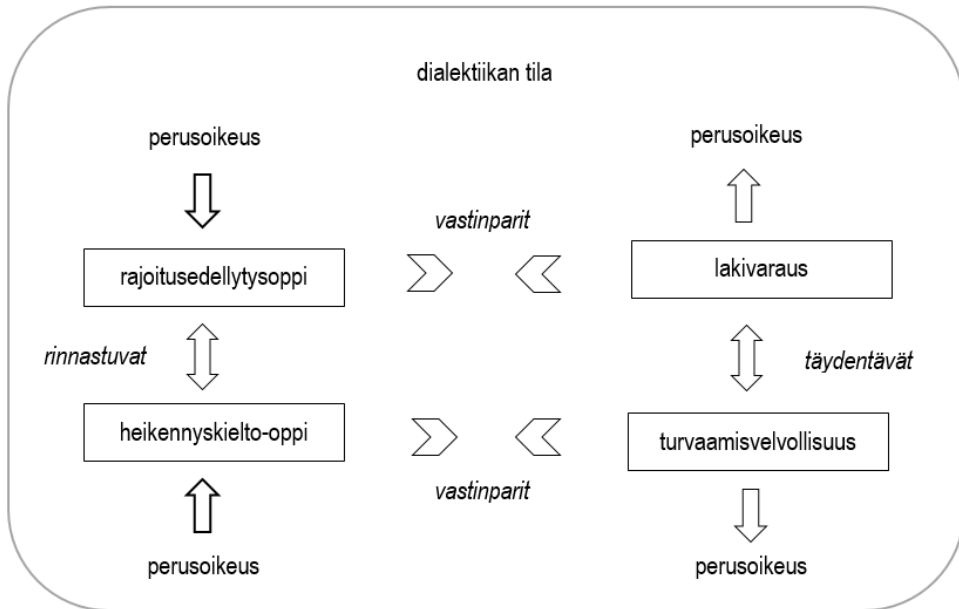 dialektiikan tila
perusoikeus
perusoikeus
vastinparit
rajoitusedellytysoppi
lakivaraus
rinnastuvat
täydentävät
heikennyskielto-oppi
turvaamisvelvollisuus
vastinparit
perusoikeus
perusoikeus